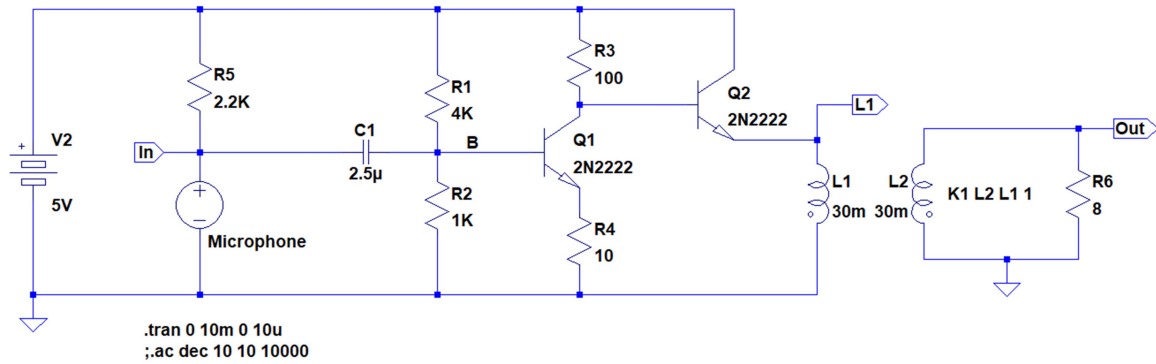 R5
2.2K
R1
4K
R3
100
Q2
2N2222
L1
Out
V2
+
5V
In
C1
2.5µ
B
Q1
2N2222
R2
1K
+
−
Microphone
R4
10
L1
30m
L2
30m
K1 L2 L1 1
R6
8
.tran 0 10m 0 10u
;.ac dec 10 10 10000